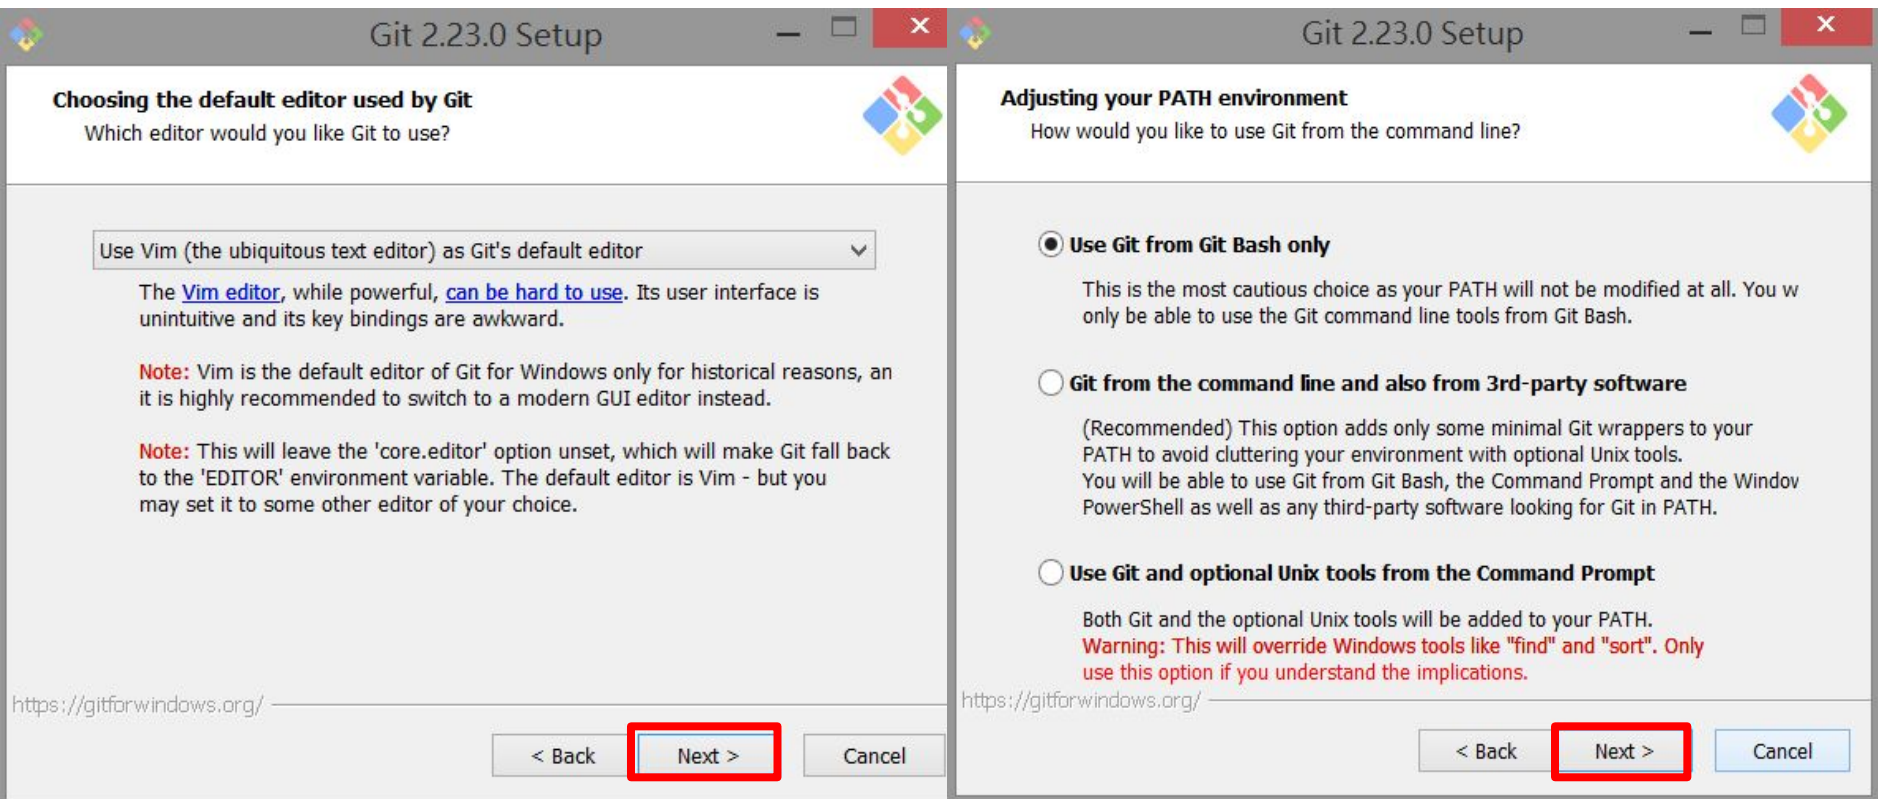 Git 2.23.0 Setup
Choosing the default editor used by Git
Which editor would you like Git to use?
Use Vim (the ubiquitous text editor) as Git's default editor
The Vim editor, while powerful, can be hard to use. Its user interface is
unintuitive and its key bindings are awkward.
Note: Vim is the default editor of Git for Windows only for historical reasons, an
it is highly recommended to switch to a modern GUI editor instead.
Note: This will leave the 'core.editor' option unset, which will make Git fall back
to the 'EDITOR' environment variable. The default editor is Vim - but you
may set it to some other editor of your choice.
https://gitforwindows.org/
< Back
Next >
Cancel
Git 2.23.0 Setup
Adjusting your PATH environment
How would you like to use Git from the command line?
Use Git from Git Bash only
This is the most cautious choice as your PATH will not be modified at all. You w
only be able to use the Git command line tools from Git Bash.
Git from the command line and also from 3rd-party software
(Recommended) This option adds only some minimal Git wrappers to your
PATH to avoid cluttering your environment with optional Unix tools.
You will be able to use Git from Git Bash, the Command Prompt and the Window
PowerShell as well as any third-party software looking for Git in PATH.
Use Git and optional Unix tools from the Command Prompt
Both Git and the optional Unix tools will be added to your PATH.
Warning: This will override Windows tools like "find" and "sort". Only
use this option if you understand the implications.
https://gitforwindows.org/
< Back
Next >
Cancel